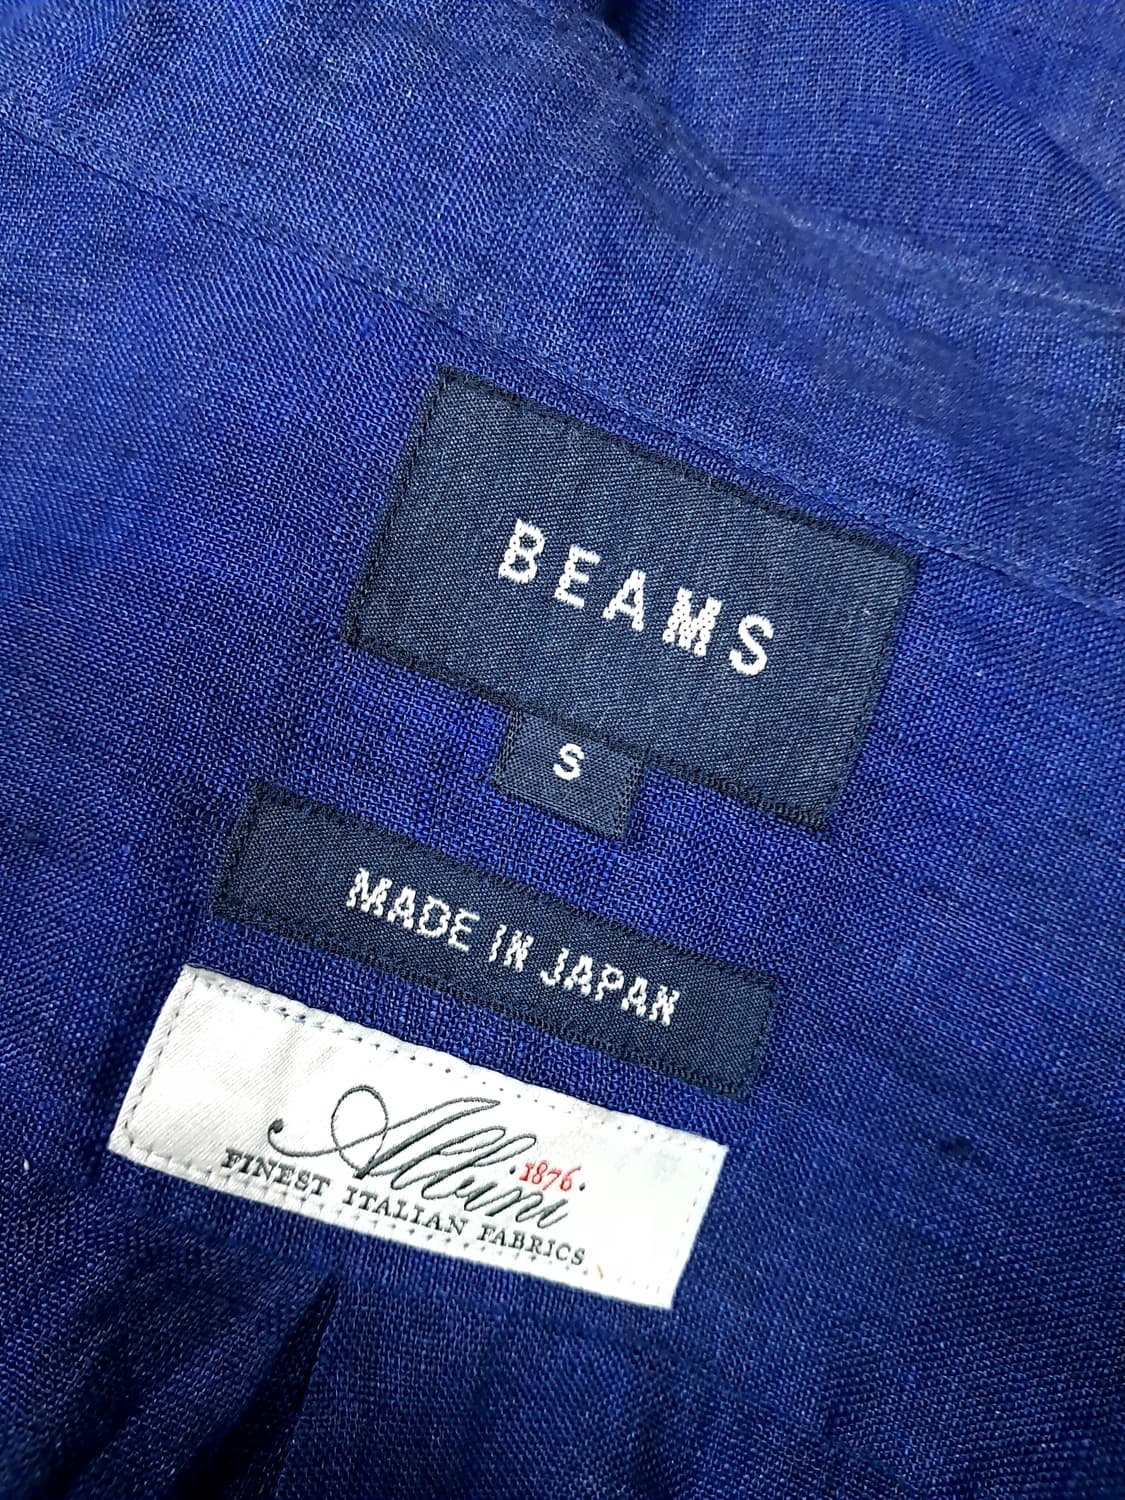 BEAMS
S
MADE IN JAPAN
Albini
1876
FINEST ITALIAN FABRICS